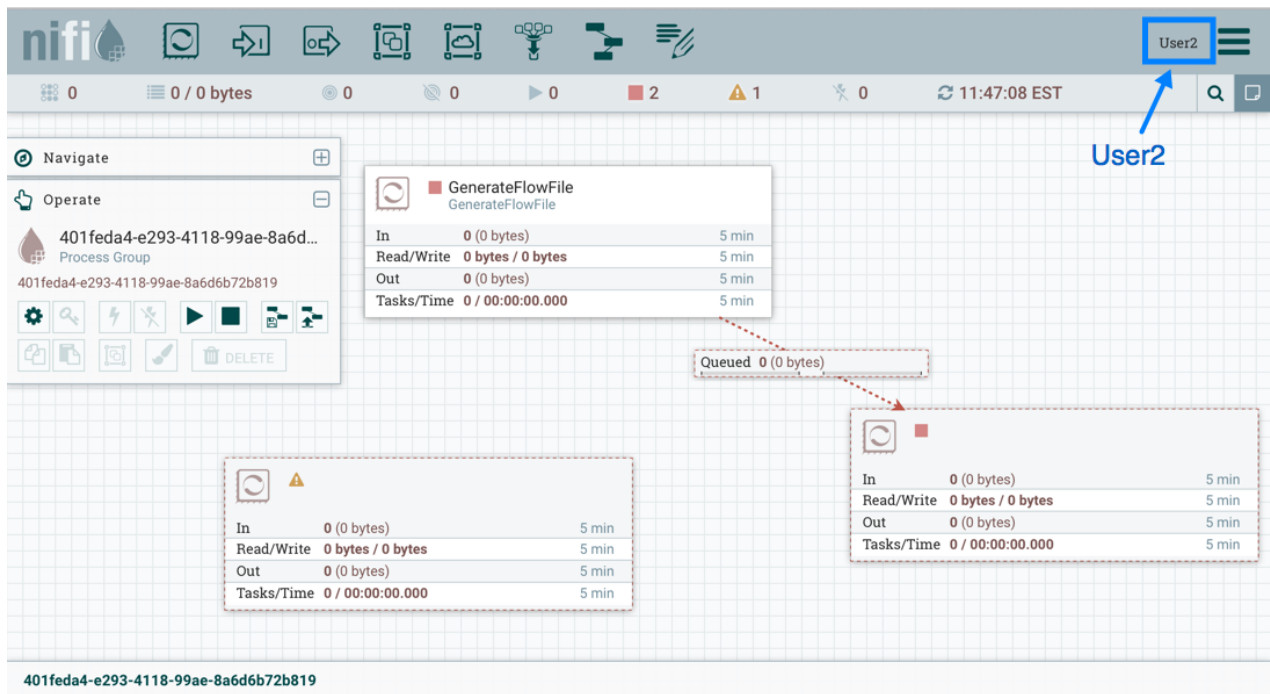 nifi
User2
0
0 / 0 bytes
0
0
0
2
1
0
11:47:08 EST
User2
Navigate
Operate
401feda4-e293-4118-99ae-8a6d...
Process Group
401feda4-e293-4118-99ae-8a6d6b72b819
DELETE
GenerateFlowFile
GenerateFlowFile
In 0 (0 bytes) 5 min
Read/Write 0 bytes / 0 bytes 5 min
Out 0 (0 bytes) 5 min
Tasks/Time 0 / 00:00:00.000 5 min
Queued 0 (0 bytes)
In 0 (0 bytes) 5 min
Read/Write 0 bytes / 0 bytes 5 min
Out 0 (0 bytes) 5 min
Tasks/Time 0 / 00:00:00.000 5 min
In 0 (0 bytes) 5 min
Read/Write 0 bytes / 0 bytes 5 min
Out 0 (0 bytes) 5 min
Tasks/Time 0 / 00:00:00.000 5 min
401feda4-e293-4118-99ae-8a6d6b72b819